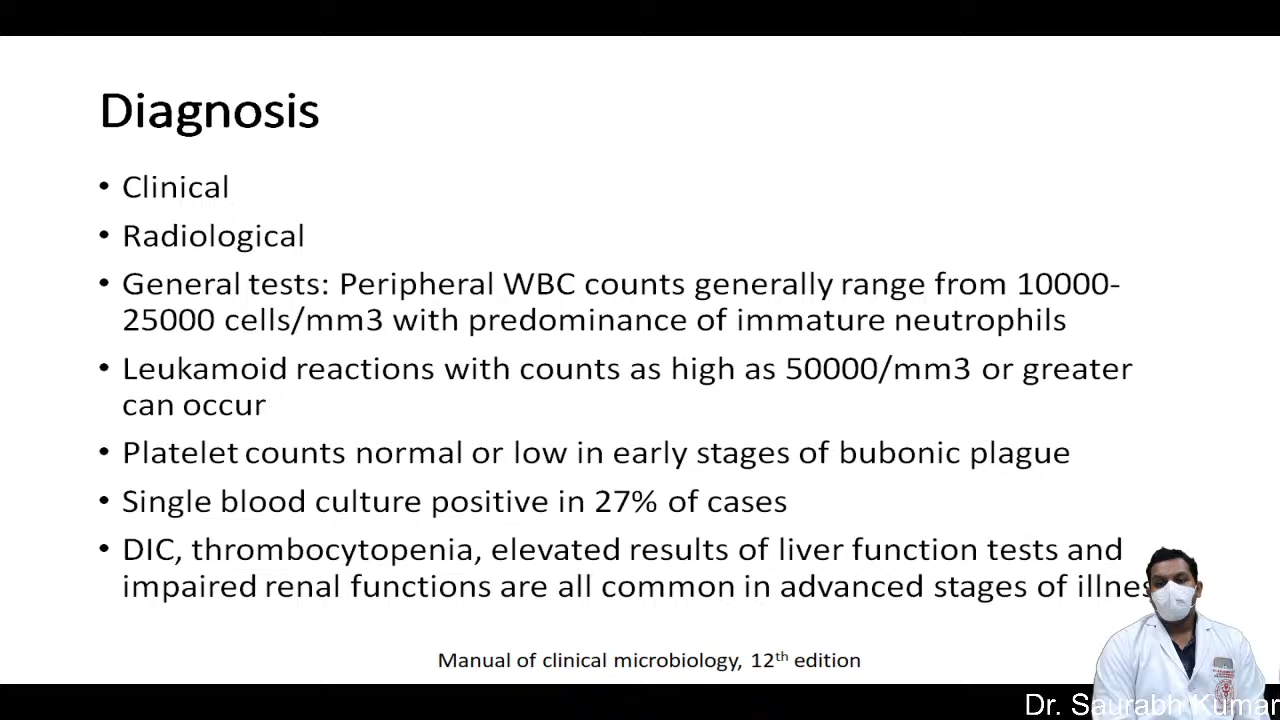 Diagnosis
• Clinical
• Radiological
• General tests: Peripheral WBC counts generally range from 10000-
25000 cells/mm3 with predominance of immature neutrophils
• Leukamoid reactions with counts as high as 50000/mm3 or greater
can occur
• Platelet counts normal or low in early stages of bubonic plague
• Single blood culture positive in 27% of cases
• DIC, thrombocytopenia, elevated results of liver function tests and
impaired renal functions are all common in advanced stages of illnes
Manual of clinical microbiology, 12th edition
Dr. Saurabh Kumar